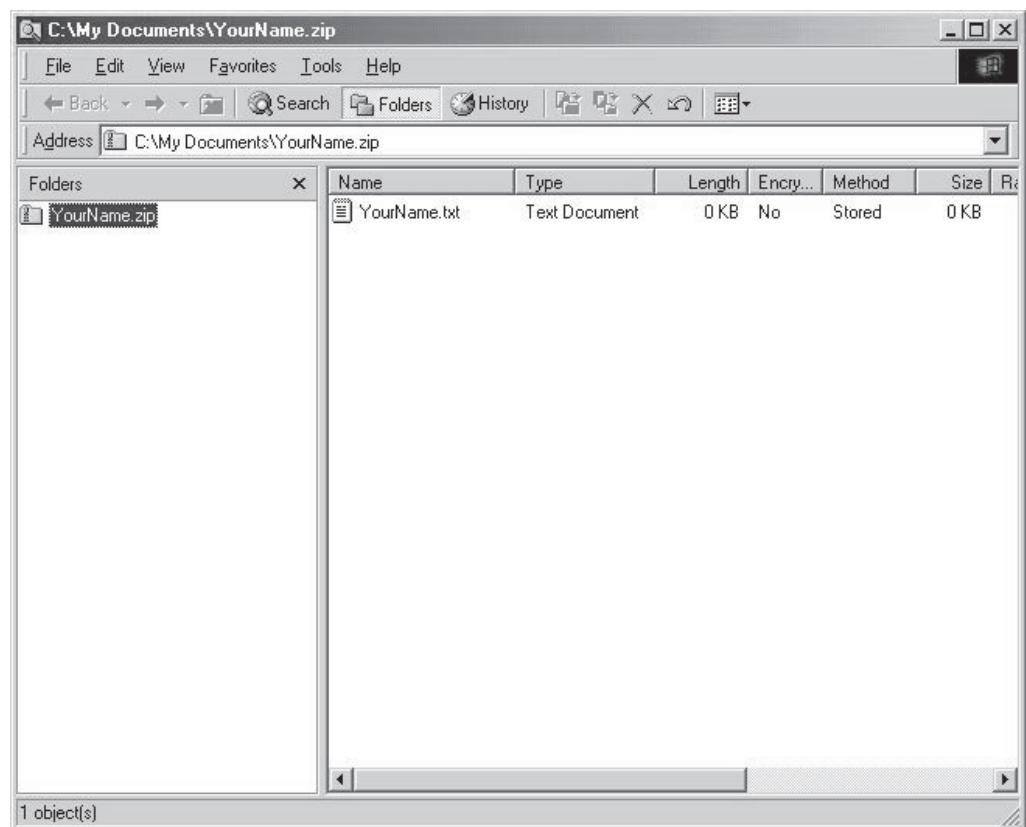 C:\My Documents\YourName.zip
File Edit View Favorites Tools Help
Back Search Folders History
Address C:\My Documents\YourName.zip
Folders Name Type Length Encry... Method Size Ra
YourName.zip YourName.txt Text Document 0 KB No Stored 0 KB
1 object(s)